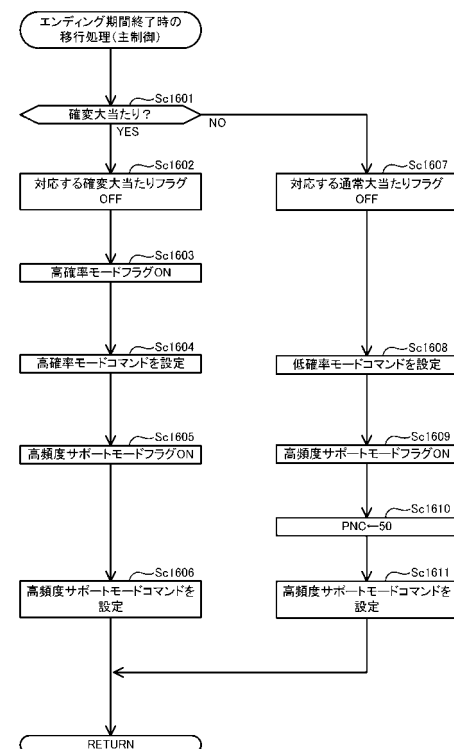 エンディング期間終了時の
移行処理(主制御)
Sc1601
確変大当たり?
YES
NO
Sc1602
対応する確変大当たりフラグ
OFF
Sc1607
対応する通常大当たりフラグ
OFF
Sc1603
高確率モードフラグON
Sc1604
高確率モードコマンドを設定
Sc1608
低確率モードコマンドを設定
Sc1605
高頻度サポートモードフラグON
Sc1609
高頻度サポートモードフラグON
Sc1610
PNC←50
Sc1606
高頻度サポートモードコマンドを
設定
Sc1611
高頻度サポートモードコマンドを
設定
RETURN